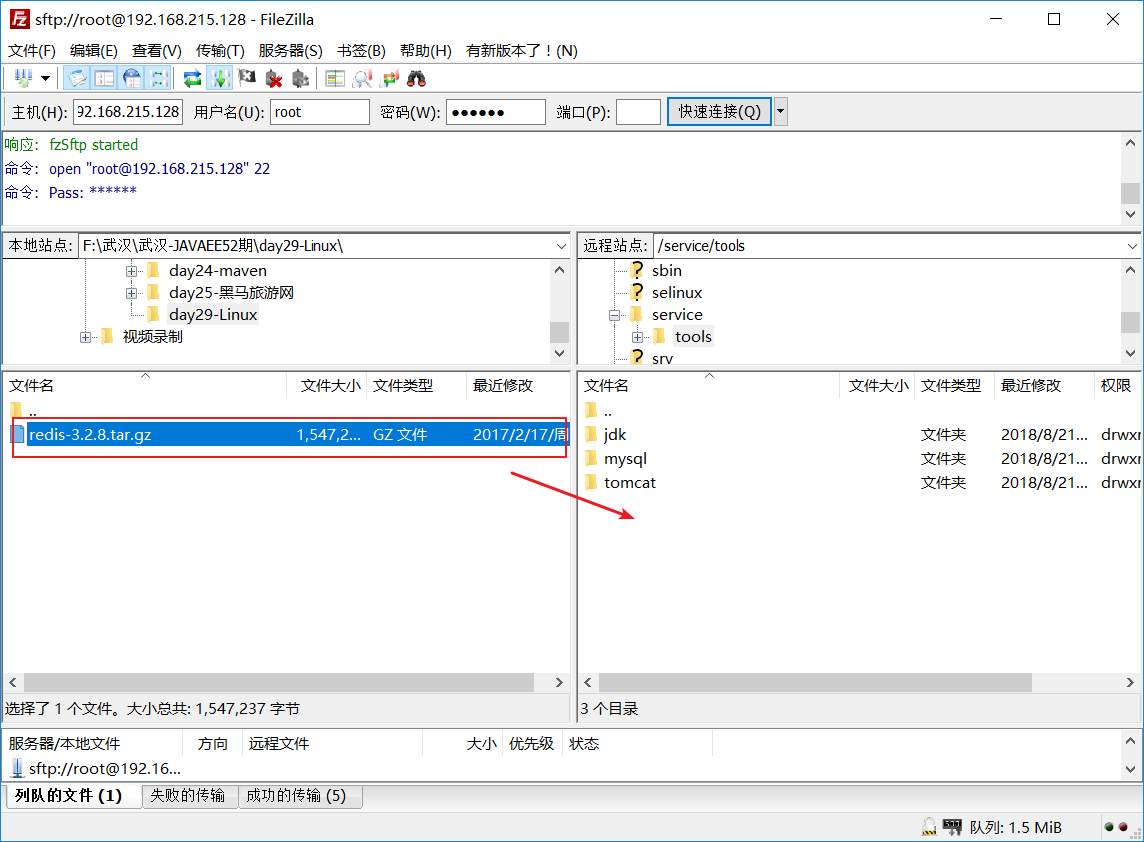 sftp://root@192.168.215.128 - FileZilla
文件(F) 编辑(E) 查看(V) 传输(T) 服务器(S) 书签(B) 帮助(H) 有新版本了！(N)
主机(H): 92.168.215.128 用户名(U): root 密码(W): ●●●●●● 端口(P): 快速连接(Q)
响应: fzSftp started
命令: open "root@192.168.215.128" 22
命令: Pass: ******
本地站点: F:\武汉\武汉-JAVAEE52期\day29-Linux\
day24-maven
day25-黑马旅游网
day29-Linux
视频录制
远程站点: /service/tools
sbin
selinux
service
tools
srv
文件名 文件大小 文件类型 最近修改
..
redis-3.2.8.tar.gz 1,547,2... GZ 文件 2017/2/17/周
选择了 1 个文件。大小总共: 1,547,237 字节
文件名 文件大小 文件类型 最近修改 权限
..
jdk 文件夹 2018/8/21... drwxr
mysql 文件夹 2018/8/21... drwxr
tomcat 文件夹 2018/8/21... drwxr
3 个目录
服务器/本地文件 方向 远程文件 大小 优先级 状态
sftp://root@192.16...
列队的文件 (1) 失败的传输 成功的传输 (5)
队列: 1.5 MiB